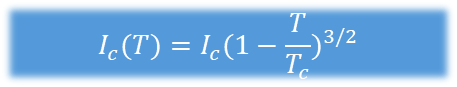 I_c(T) = I_c(1 − T/T_c)^{3/2}